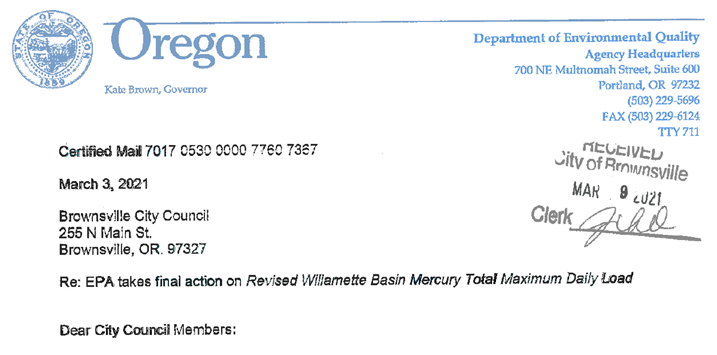 STATE OF OREGON
1859
Oregon
Kate Brown, Governor
Department of Environmental Quality
Agency Headquarters
700 NE Multnomah Street, Suite 600
Portland, OR 97232
(503) 229-5696
FAX (503) 229-6124
TTY 711
Certified Mail 7017 0530 0000 7760 7367
RECEIVED
City of Brownsville
MAR 9 2021
Clerk
March 3, 2021
Brownsville City Council
255 N Main St.
Brownsville, OR. 97327
Re: EPA takes final action on Revised Willamette Basin Mercury Total Maximum Daily Load
Dear City Council Members: